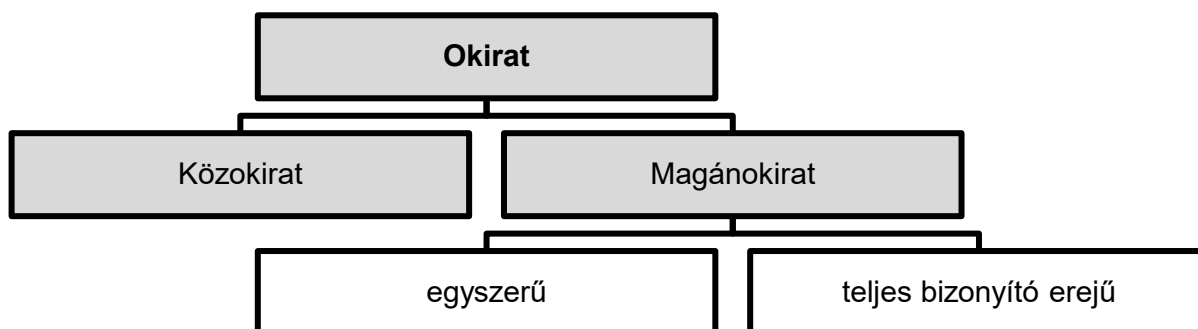 Okirat
Közokirat
Magánokirat
egyszerű
teljes bizonyító erejű